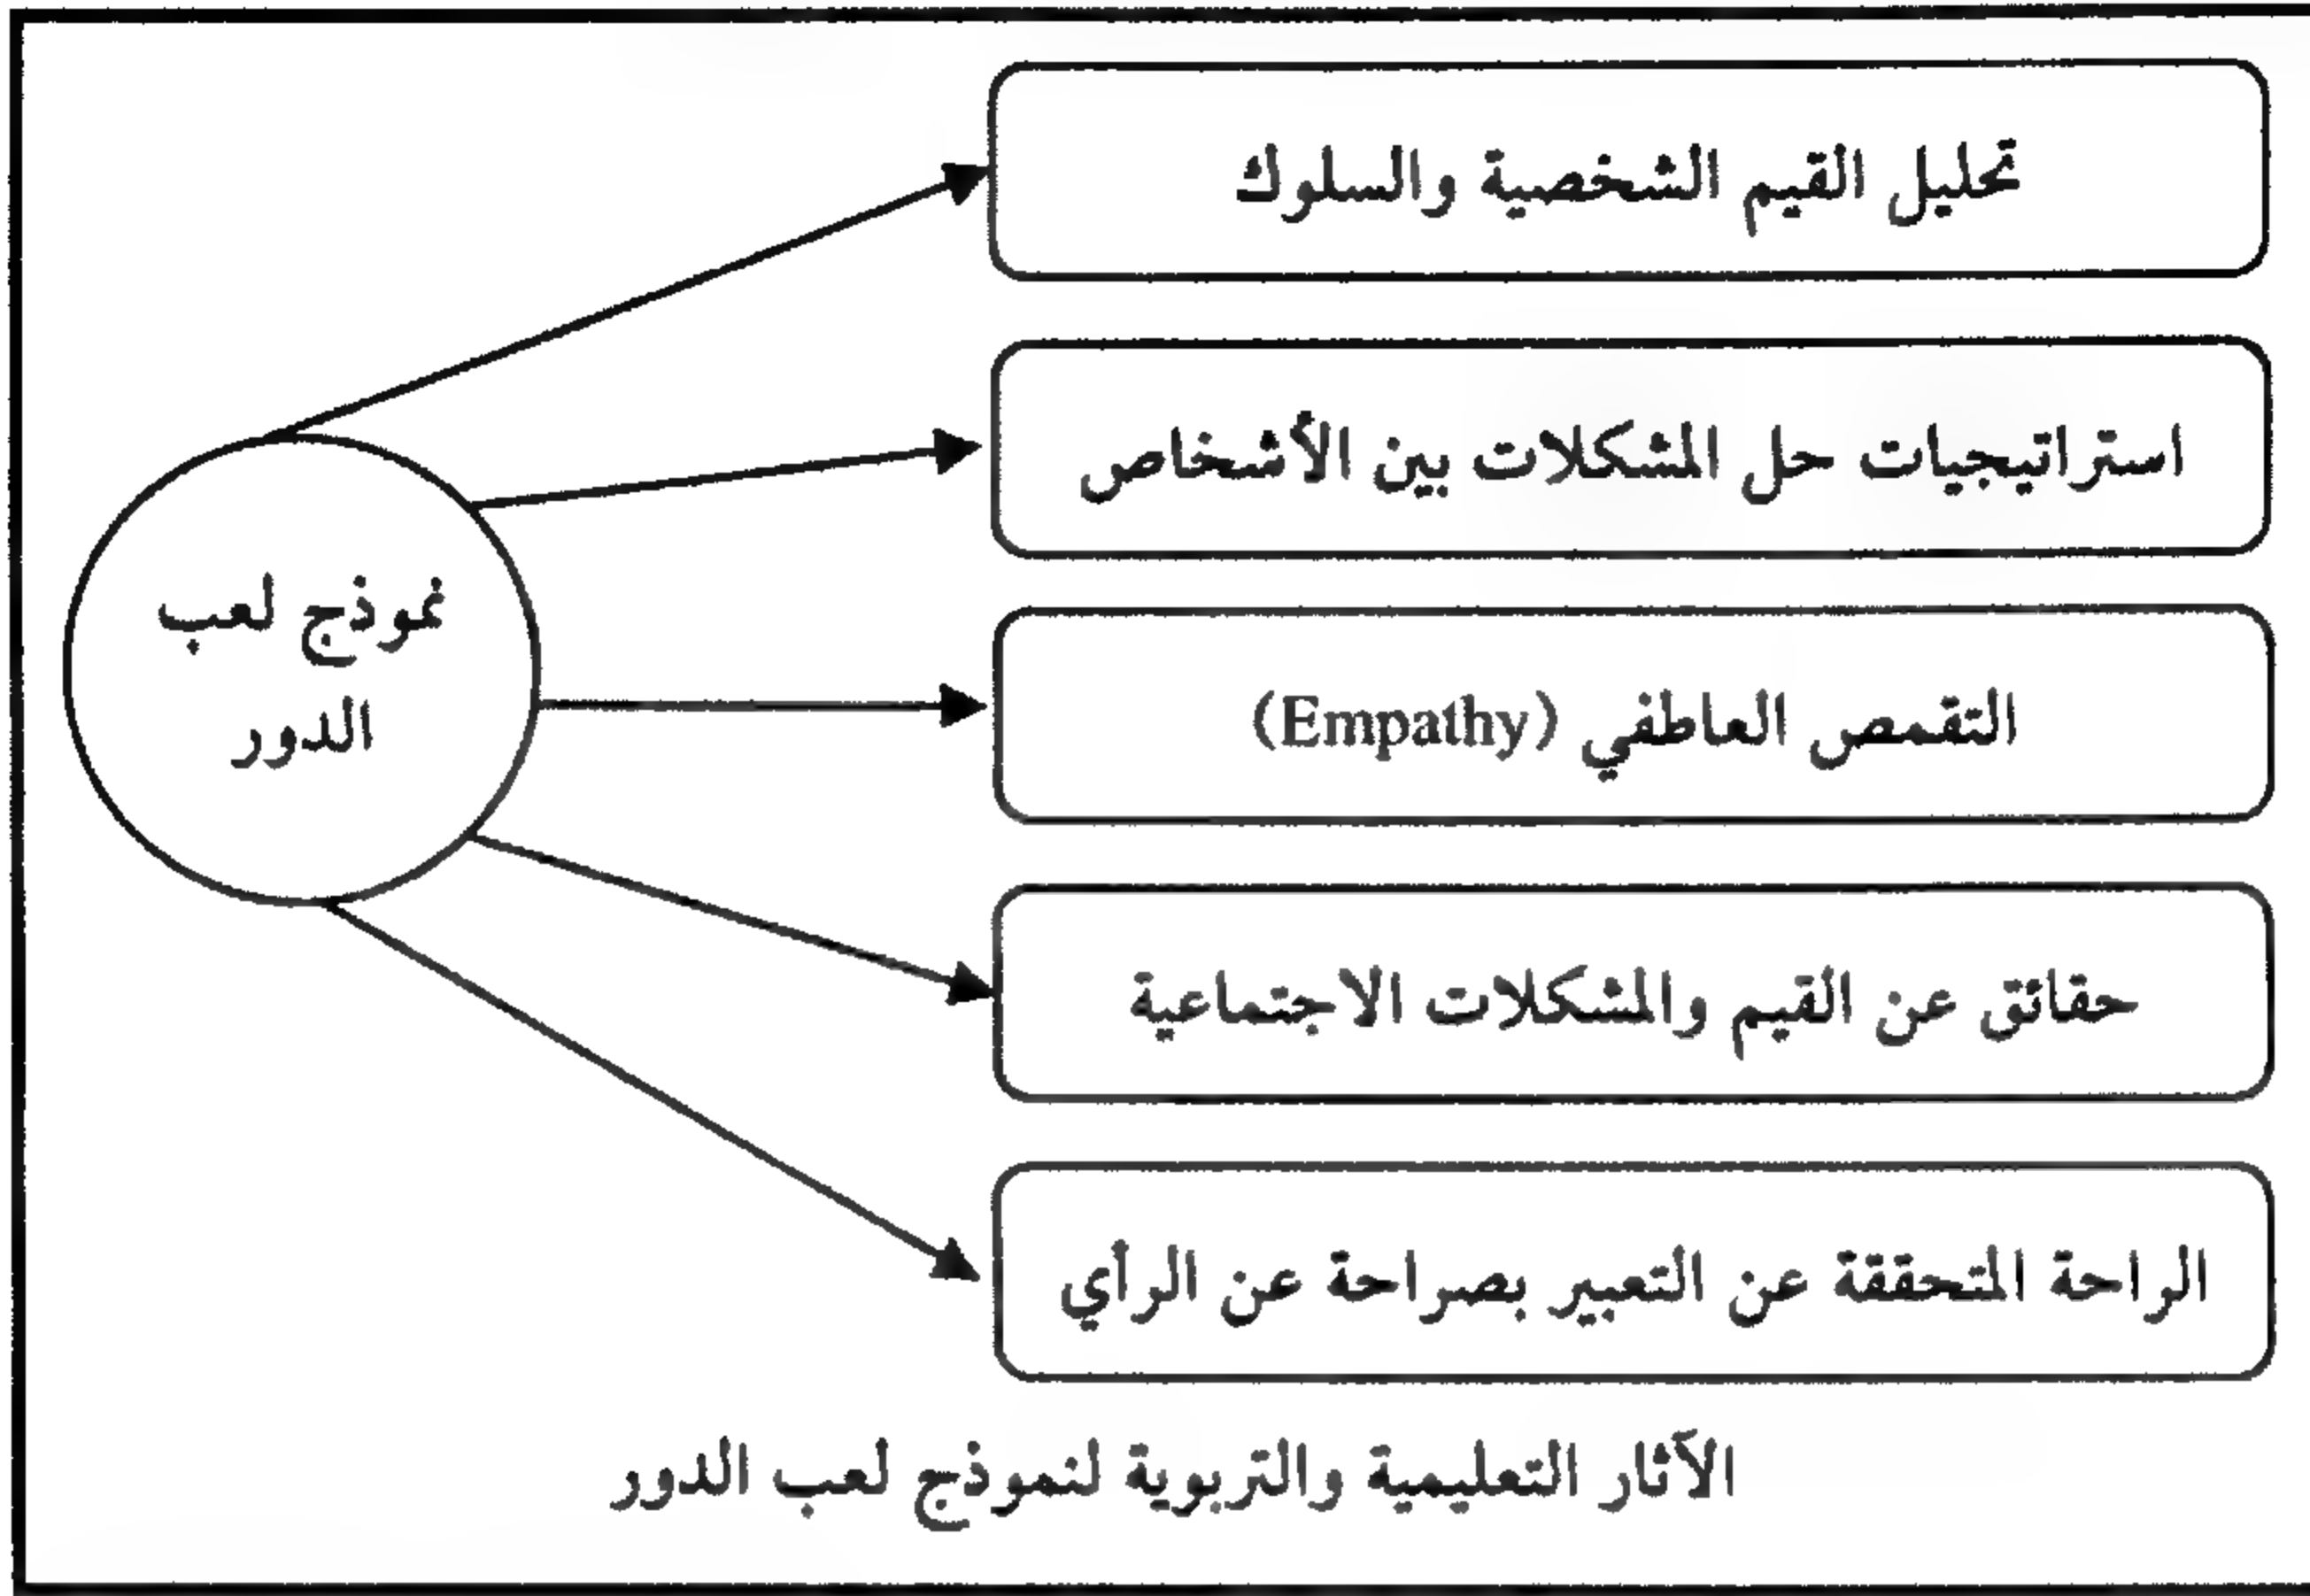 تحليل القيم الشخصية والسلوك
استراتيجيات حل المشكلات بين الأشخاص
نموذج لعب
الدور
التقمص العاطفي (Empathy)
حقائق عن القيم والمشكلات الاجتماعية
الراحة المتحققة عن التعبير بصراحة عن الرأي
الآثار التعليمية والتربوية لنموذج لعب الدور